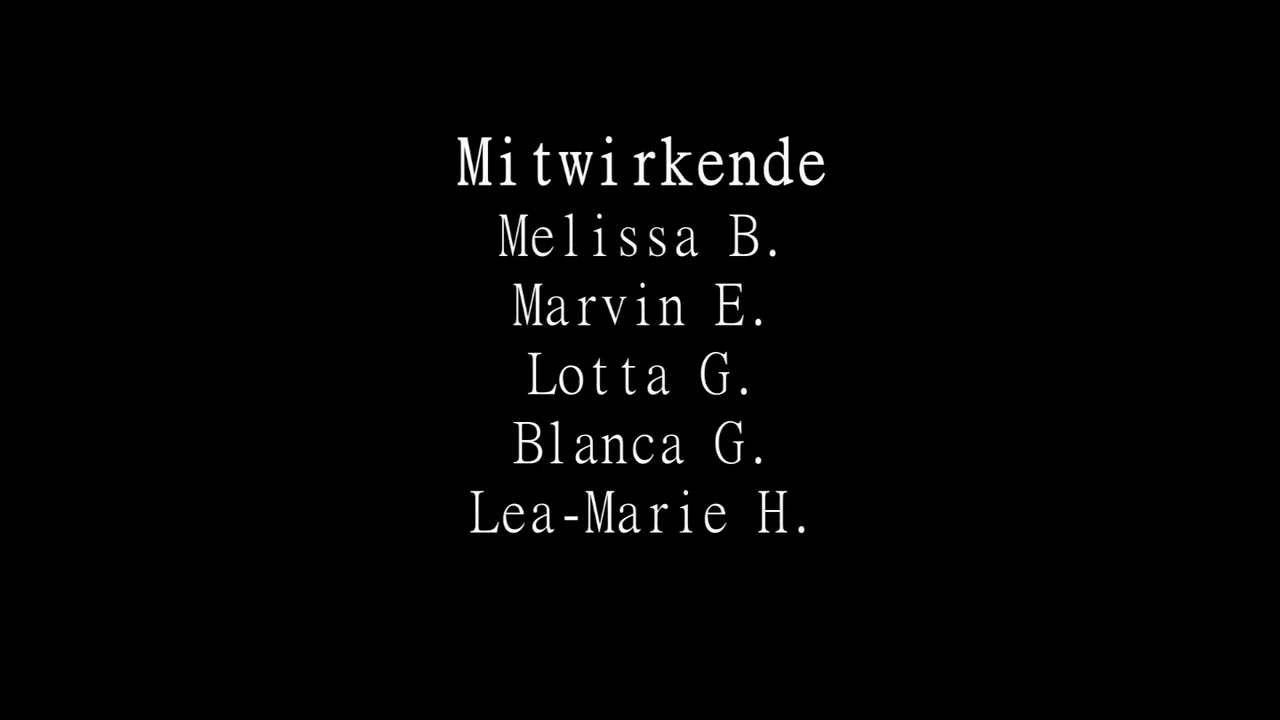 Mitwirkende
Melissa B.
Marvin E.
Lotta G.
Blanca G.
Lea-Marie H.